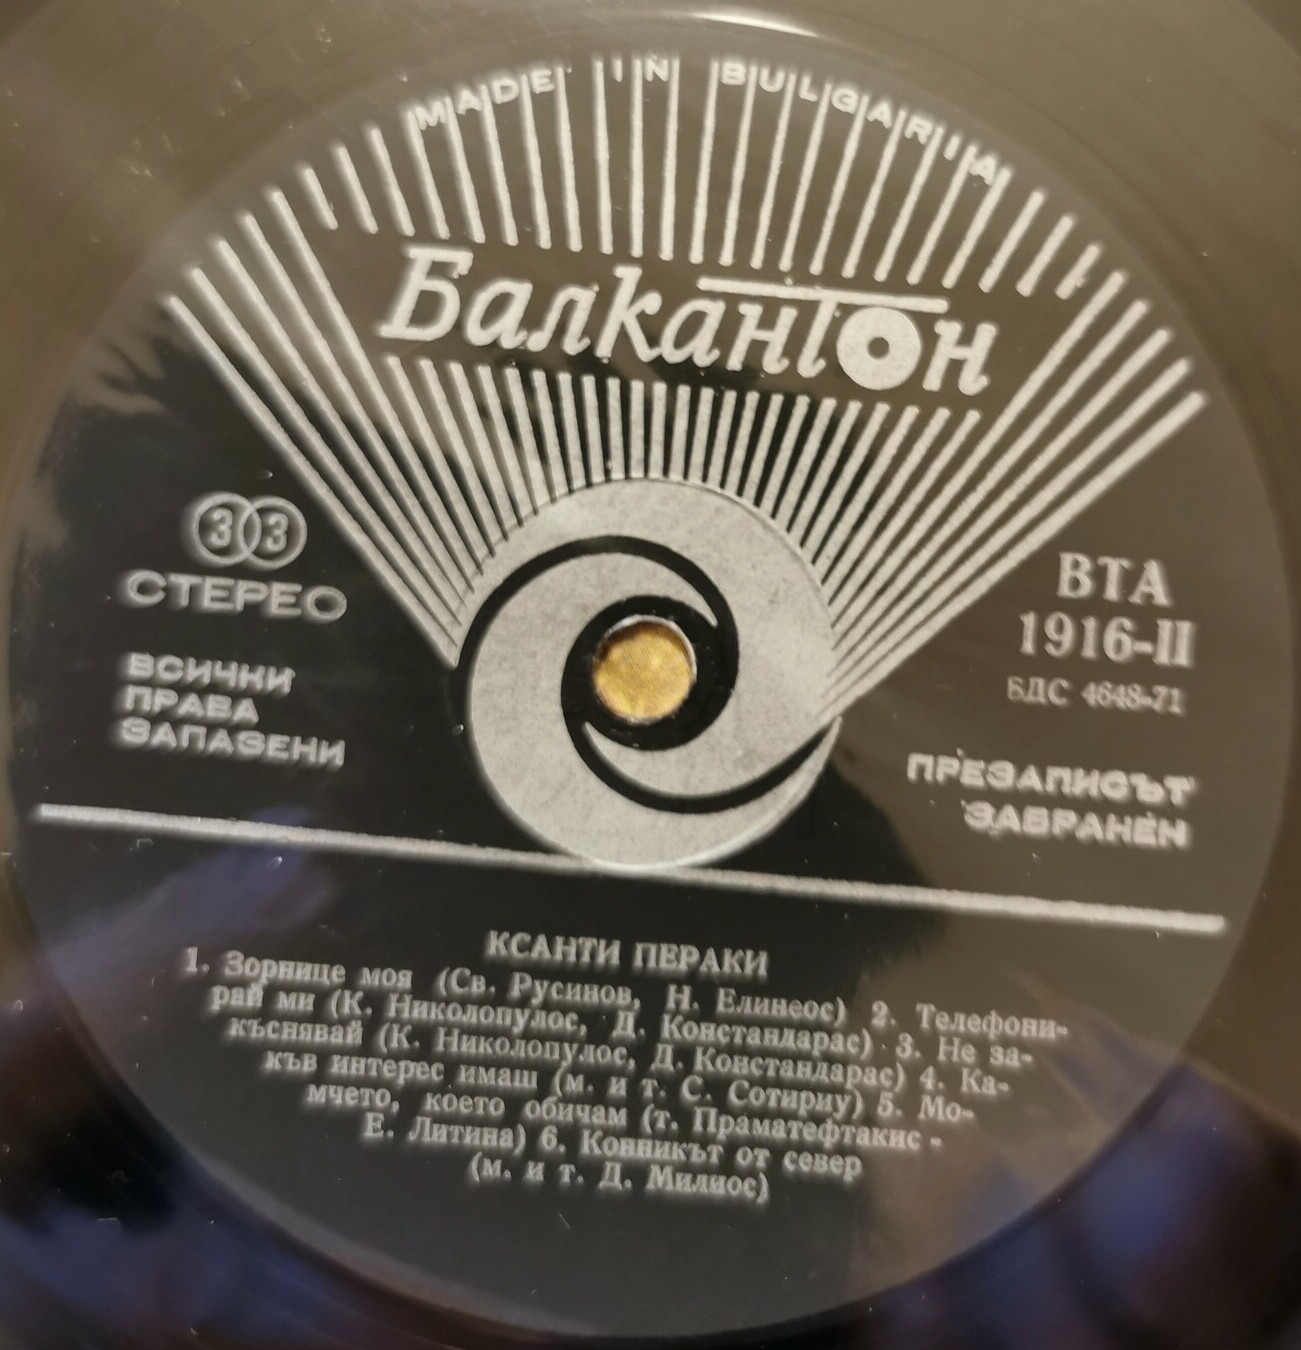 MADE IN BULGARIA
Балкантон
33
СТЕРЕО
ВСИЧКИ
ПРАВА
ЗАПАЗЕНИ
ВТА
1916-II
БДС 4648-71
ПРЕЗАПИСЪТ
ЗАБРАНЕН
КСАНТИ ПЕРАКИ
1. Зорнице моя (Св. Русинов, Н. Елинеос) 2. Телефони-
рай ми (К. Николопулос, Д. Констандарас) 3. Не за-
къснявай (К. Николопулос, Д. Констандарас) 4. Ка-
къв интерес имаш (м. и т. С. Сотириу) 5. Мо-
мчето, което обичам (т. Праматефтакис -
Е. Литина) 6. Конникът от север
(м. и т. Д. Милиос)